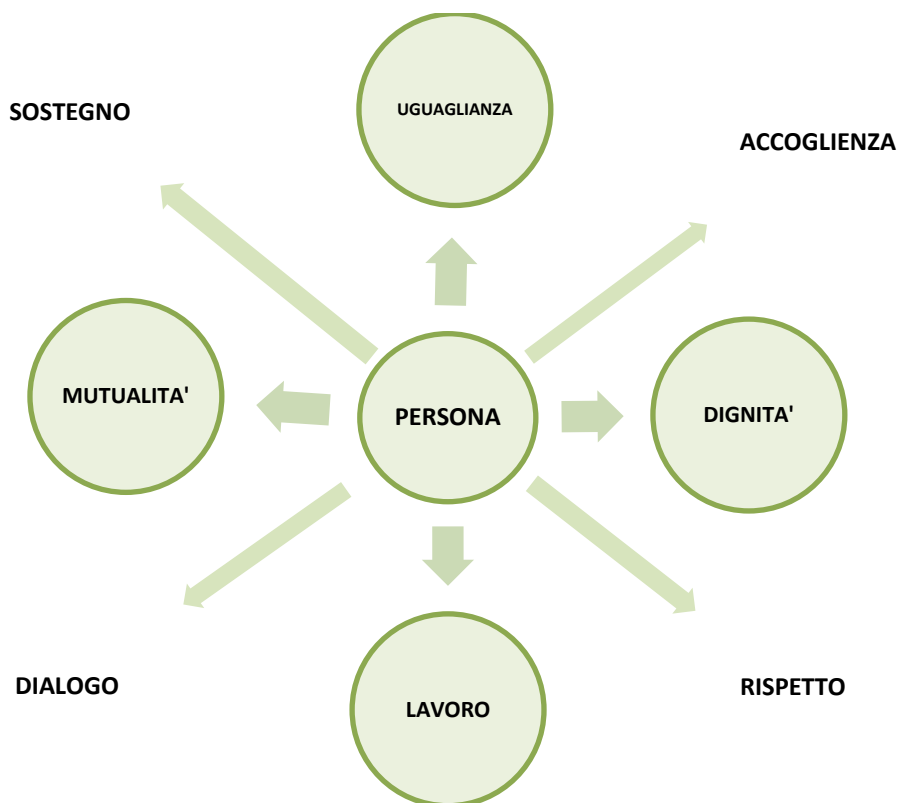 UGUAGLIANZA
SOSTEGNO
ACCOGLIENZA
MUTUALITA'
PERSONA
DIGNITA'
DIALOGO
LAVORO
RISPETTO